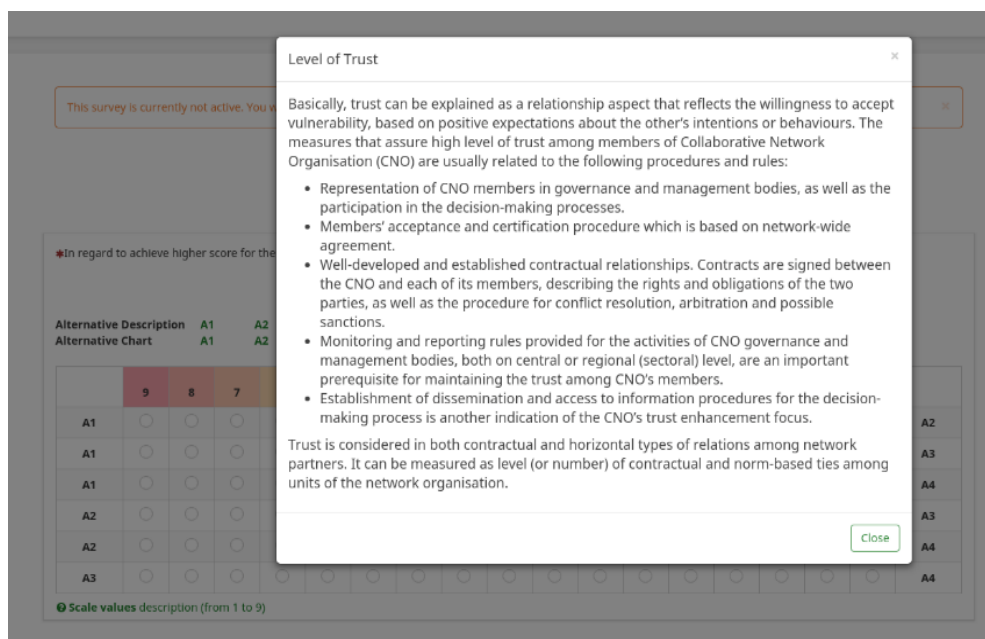 Level of Trust ×
This survey is currently not active. You w ×
Basically, trust can be explained as a relationship aspect that reflects the willingness to accept
vulnerability, based on positive expectations about the other's intentions or behaviours. The
measures that assure high level of trust among members of Collaborative Network
Organisation (CNO) are usually related to the following procedures and rules:
• Representation of CNO members in governance and management bodies, as well as the
participation in the decision-making processes.
• Members' acceptance and certification procedure which is based on network-wide
agreement.
• Well-developed and established contractual relationships. Contracts are signed between
the CNO and each of its members, describing the rights and obligations of the two
parties, as well as the procedure for conflict resolution, arbitration and possible
sanctions.
• Monitoring and reporting rules provided for the activities of CNO governance and
management bodies, both on central or regional (sectoral) level, are an important
prerequisite for maintaining the trust among CNO's members.
• Establishment of dissemination and access to information procedures for the decision-
making process is another indication of the CNO's trust enhancement focus.
Trust is considered in both contractual and horizontal types of relations among network
partners. It can be measured as level (or number) of contractual and norm-based ties among
units of the network organisation.
Close
✱In regard to achieve higher score for the
Alternative Description A1 A2
Alternative Chart A1 A2
9 8 7
A1 A2
A1 A3
A1 A4
A2 A3
A2 A4
A3 A4
Scale values description (from 1 to 9)